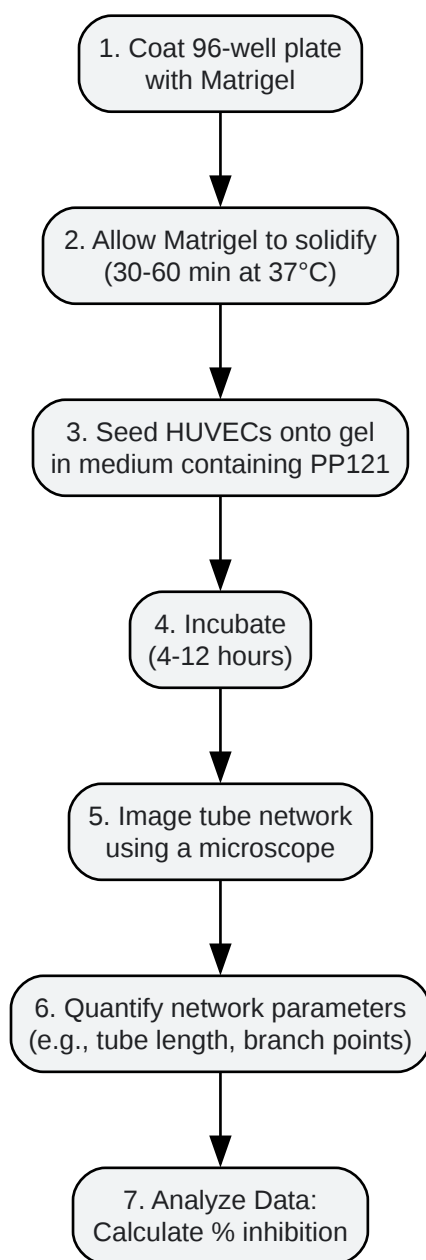 1. Coat 96-well plate
with Matrigel
2. Allow Matrigel to solidify
(30-60 min at 37°C)
3. Seed HUVECs onto gel
in medium containing PP121
4. Incubate
(4-12 hours)
5. Image tube network
using a microscope
6. Quantify network parameters
(e.g., tube length, branch points)
7. Analyze Data:
Calculate % inhibition